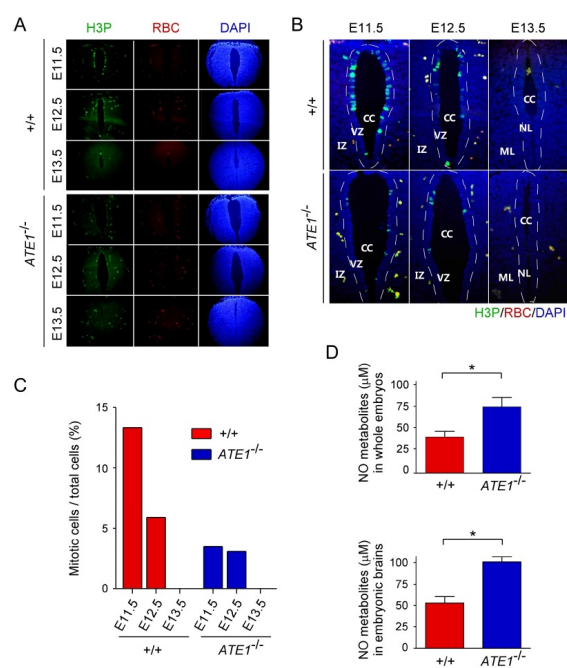 A
H3P RBC DAPI
+/+
E11.5
E12.5
E13.5
ATE1-/-
E11.5
E12.5
E13.5
B
E11.5 E12.5 E13.5
+/+
CC CC CC
VZ VZ NL
IZ IZ ML
ATE1-/-
CC CC CC
VZ VZ NL
IZ IZ ML
H3P/RBC/DAPI
C
Mitotic cells / total cells (%)
15
10
5
0
+/+
ATE1-/-
E11.5 E12.5 E13.5 E11.5 E12.5 E13.5
+/+ ATE1-/-
D
NO metabolites (µM)
in whole embryos
100
75
50
25
*
+/+ ATE1-/-
NO metabolites (µM)
in embryonic brains
100
50
0
*
+/+ ATE1-/-